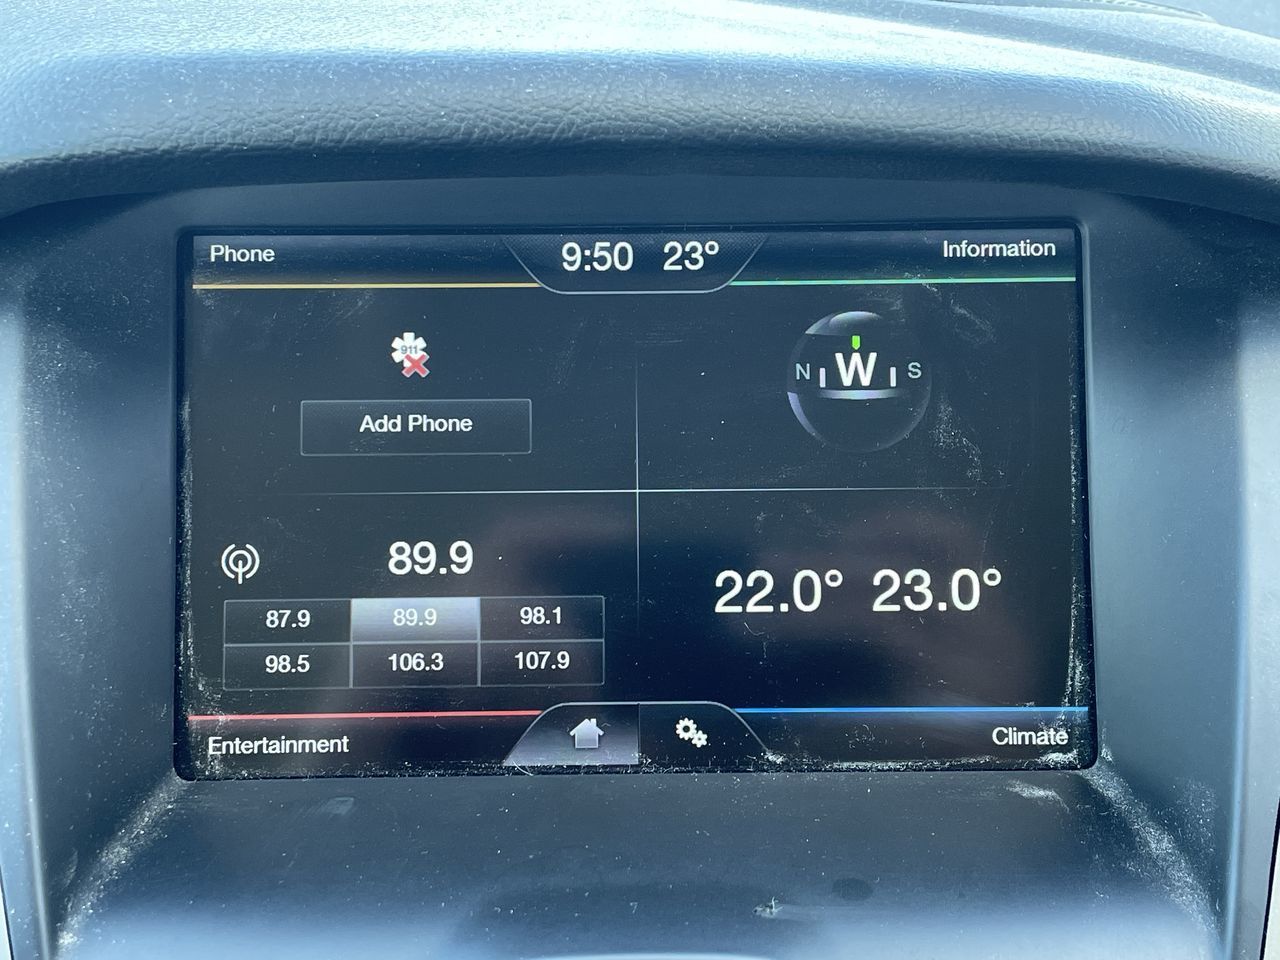 Phone
9:50 23°
Information
911
Add Phone
N W S
89.9
87.9 89.9 98.1
98.5 106.3 107.9
22.0° 23.0°
Entertainment
Climate